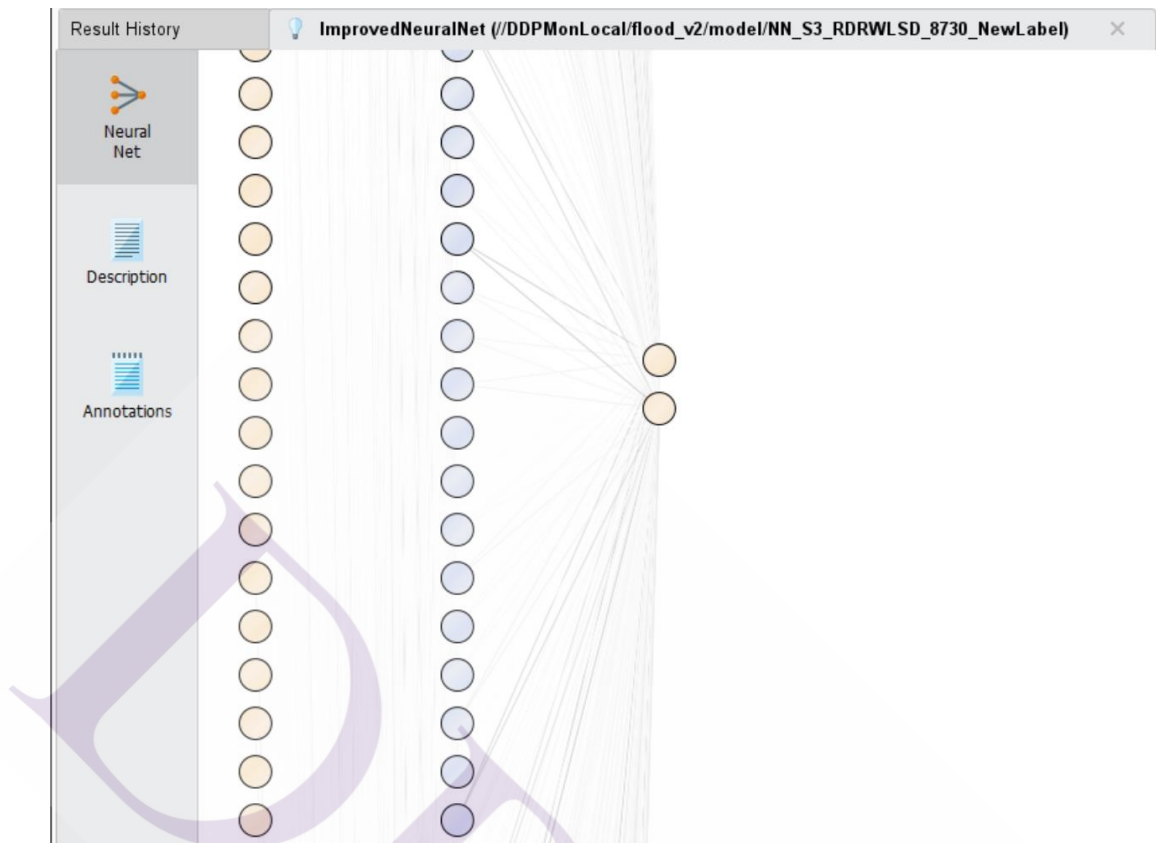 Result History
ImprovedNeuralNet (//DDPMonLocal/flood_v2/model/NN_S3_RDRWLSD_8730_NewLabel)
Neural
Net
Description
Annotations